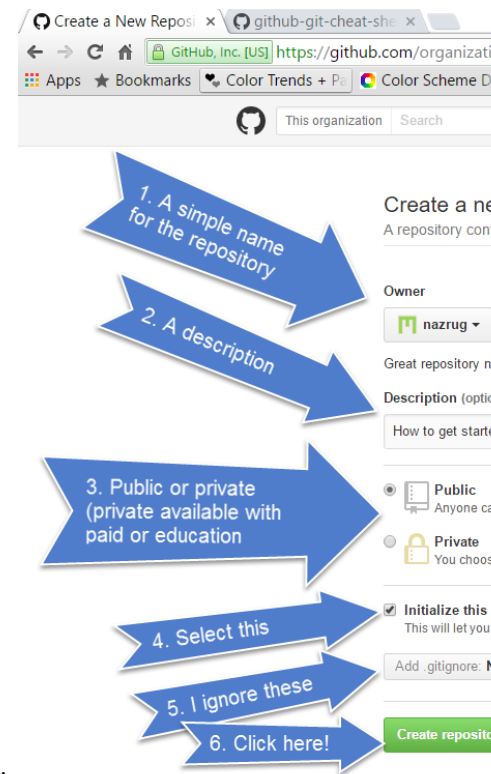 Create a New Reposi
github-git-cheat-she
GitHub, Inc. [US] https://github.com/organizati
Apps Bookmarks Color Trends + Pa Color Scheme D
This organization Search
1. A simple name
for the repository
Create a ne
A repository con
Owner
nazrug
2. A description
Great repository n
Description (optio
How to get starte
3. Public or private
(private available with
paid or education
Public
Anyone ca
Private
You choos
4. Select this
Initialize this
This will let you
5. I ignore these
Add .gitignore: N
6. Click here!
Create reposito
.